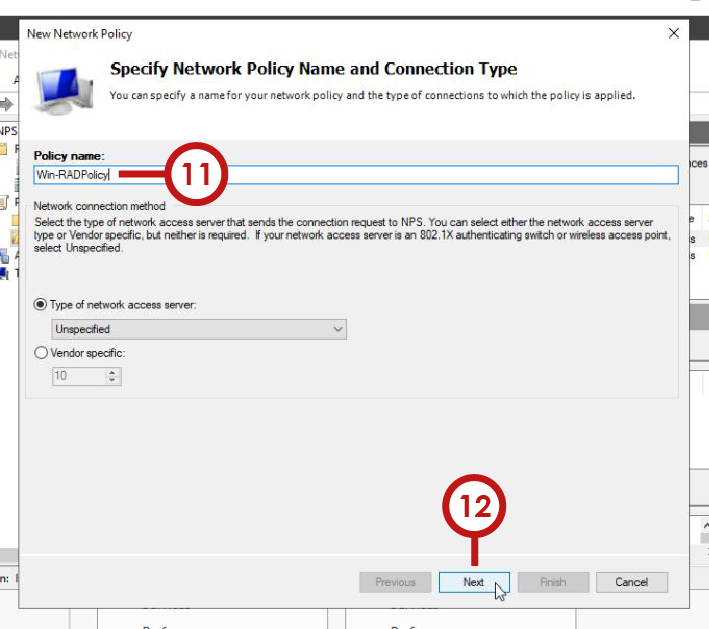 New Network Policy
Specify Network Policy Name and Connection Type
You can specify a name for your network policy and the type of connections to which the policy is applied.
NPS
Policy name:
Win-RADPolicy
11
Network connection method
Select the type of network access server that sends the connection request to NPS. You can select either the network access server
type or Vendor specific, but neither is required. If your network access server is an 802.1X authenticating switch or wireless access point,
select Unspecified.
Type of network access server:
Unspecified
Vendor specific:
10
12
Previous
Next
Finish
Cancel